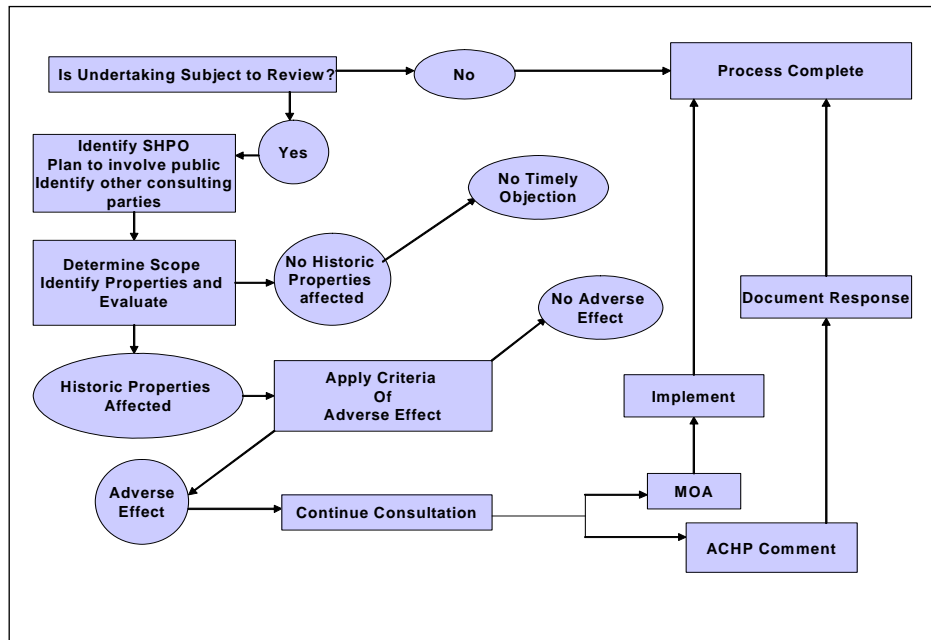 Is Undertaking Subject to Review?
No
Process Complete
Yes
Identify SHPO
Plan to involve public
Identify other consulting
parties
No Timely
Objection
Determine Scope
Identify Properties and
Evaluate
No Historic
Properties
affected
No Adverse
Effect
Document Response
Historic Properties
Affected
Apply Criteria
Of
Adverse Effect
Implement
Adverse
Effect
Continue Consultation
MOA
ACHP Comment